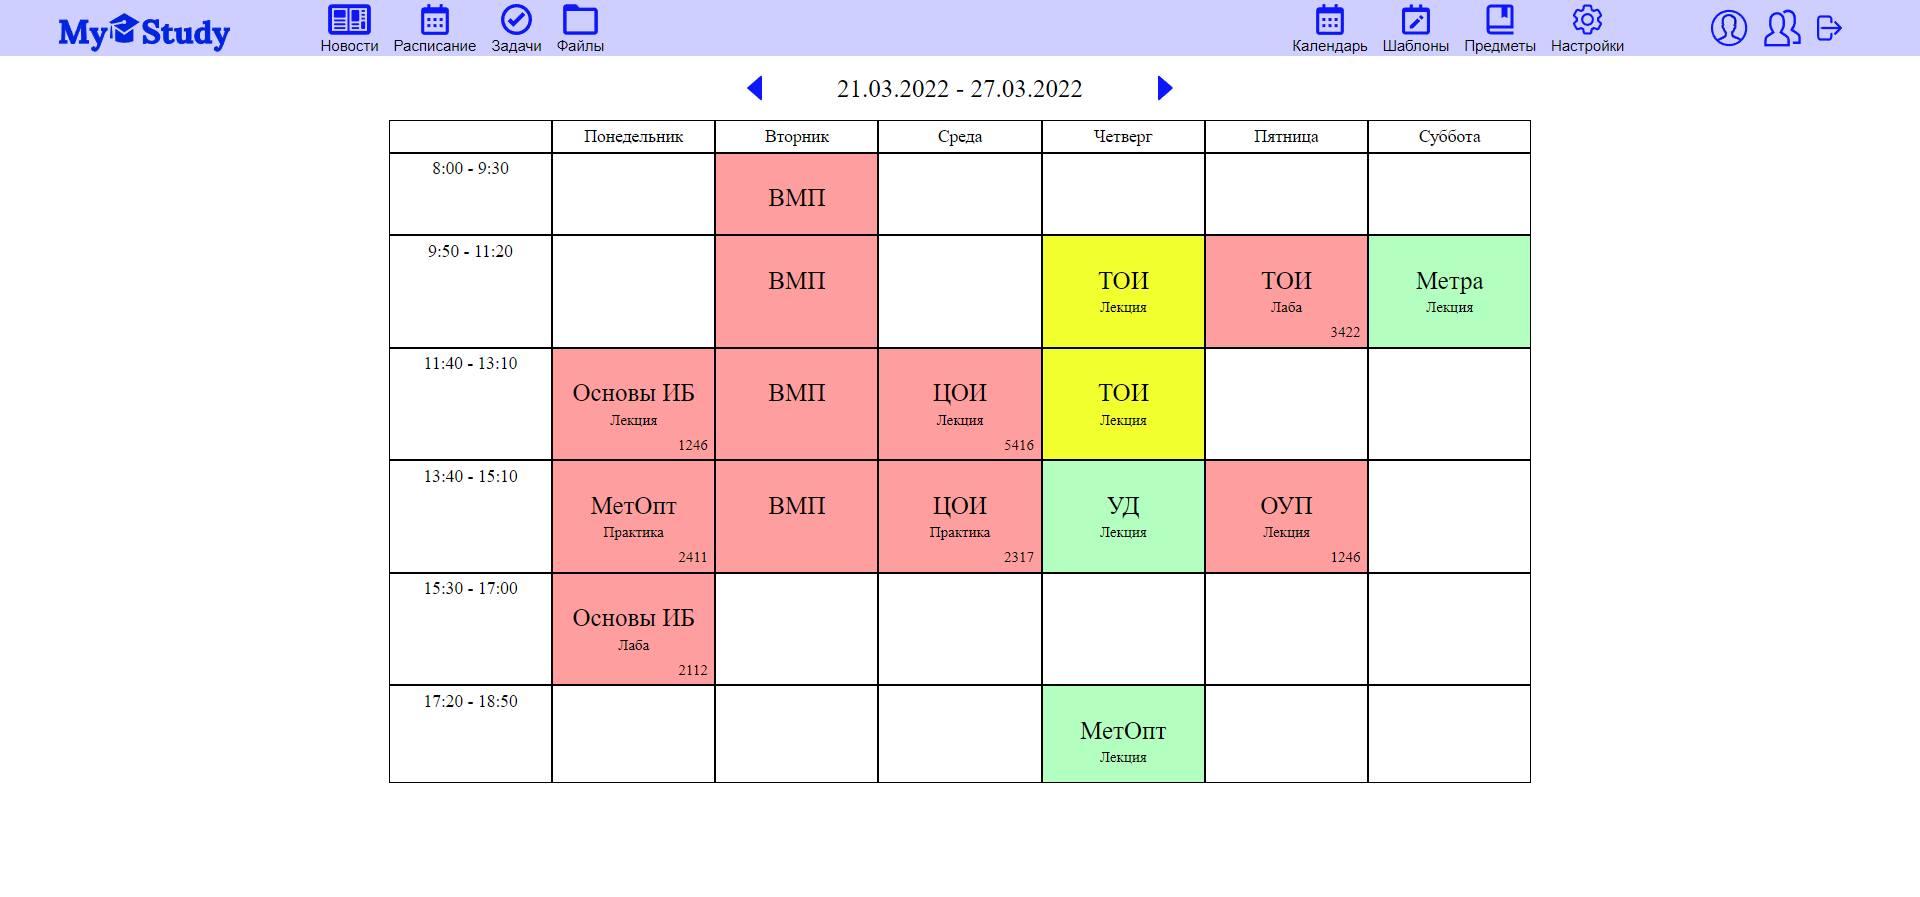 My Study
Новости Расписание Задачи Файлы Календарь Шаблоны Предметы Настройки
21.03.2022 - 27.03.2022
Понедельник Вторник Среда Четверг Пятница Суббота
8:00 - 9:30
ВМП
9:50 - 11:20
ВМП ТОИ ТОИ Метра
Лекция Лаба Лекция
3422
11:40 - 13:10
Основы ИБ ВМП ЦОИ ТОИ
Лекция Лекция Лекция
1246 5416
13:40 - 15:10
МетОпт ВМП ЦОИ УД ОУП
Практика Практика Лекция Лекция
2411 2317 1246
15:30 - 17:00
Основы ИБ
Лаба
2112
17:20 - 18:50
МетОпт
Лекция